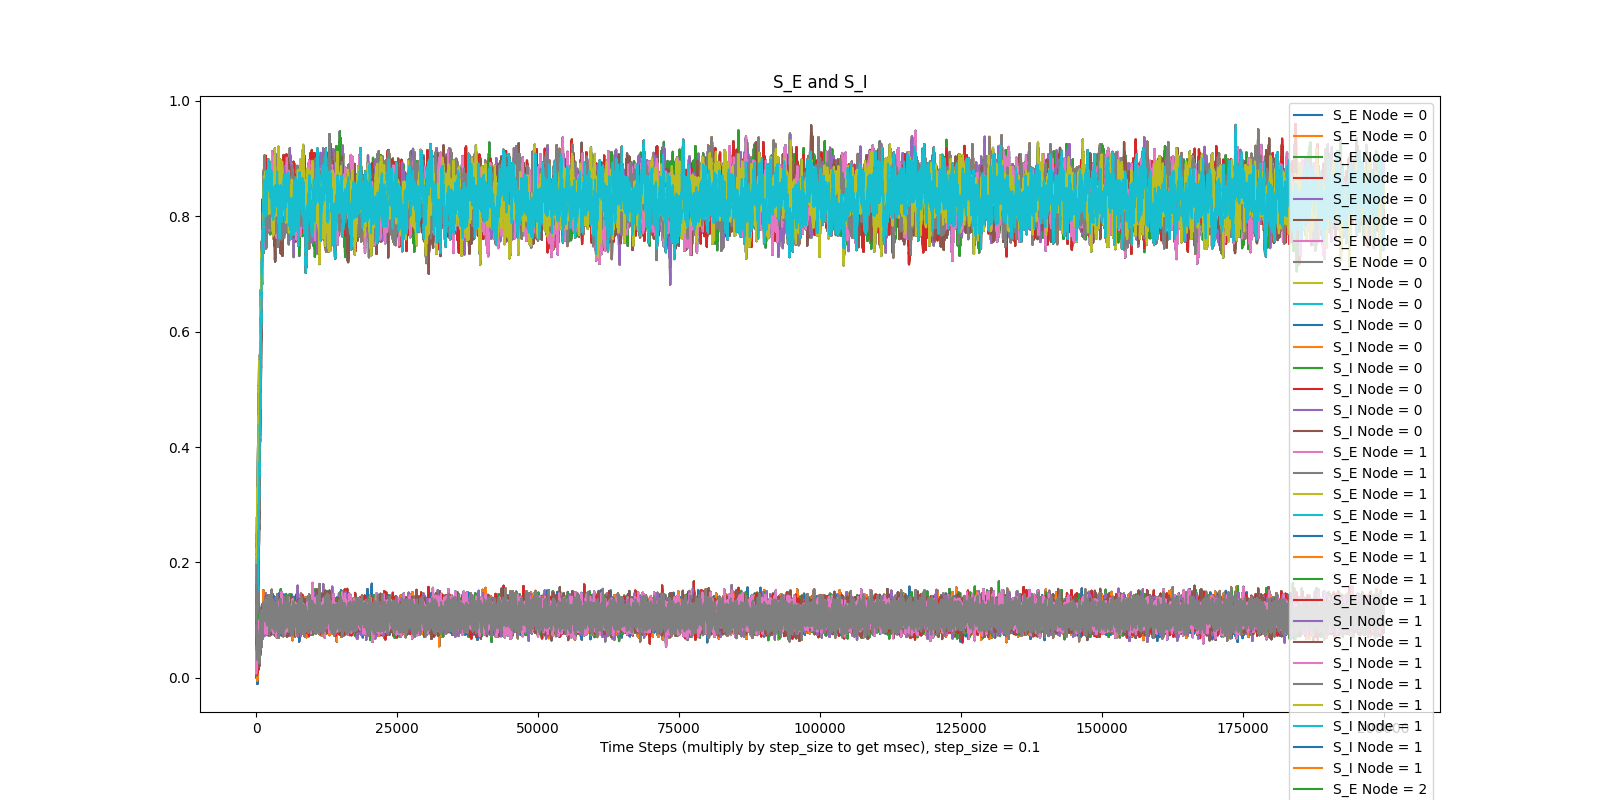 S_E and S_I
1.0
0.8
0.6
0.4
0.2
0.0
0
25000
50000
75000
100000
125000
150000
175000
Time Steps (multiply by step_size to get msec), step_size = 0.1
S_E Node = 0
S_E Node = 0
S_E Node = 0
S_E Node = 0
S_E Node = 0
S_E Node = 0
S_E Node = 0
S_E Node = 0
S_I Node = 0
S_I Node = 0
S_I Node = 0
S_I Node = 0
S_I Node = 0
S_I Node = 0
S_I Node = 0
S_I Node = 0
S_E Node = 1
S_E Node = 1
S_E Node = 1
S_E Node = 1
S_E Node = 1
S_E Node = 1
S_E Node = 1
S_E Node = 1
S_I Node = 1
S_I Node = 1
S_I Node = 1
S_I Node = 1
S_I Node = 1
S_I Node = 1
S_I Node = 1
S_I Node = 1
S_E Node = 2